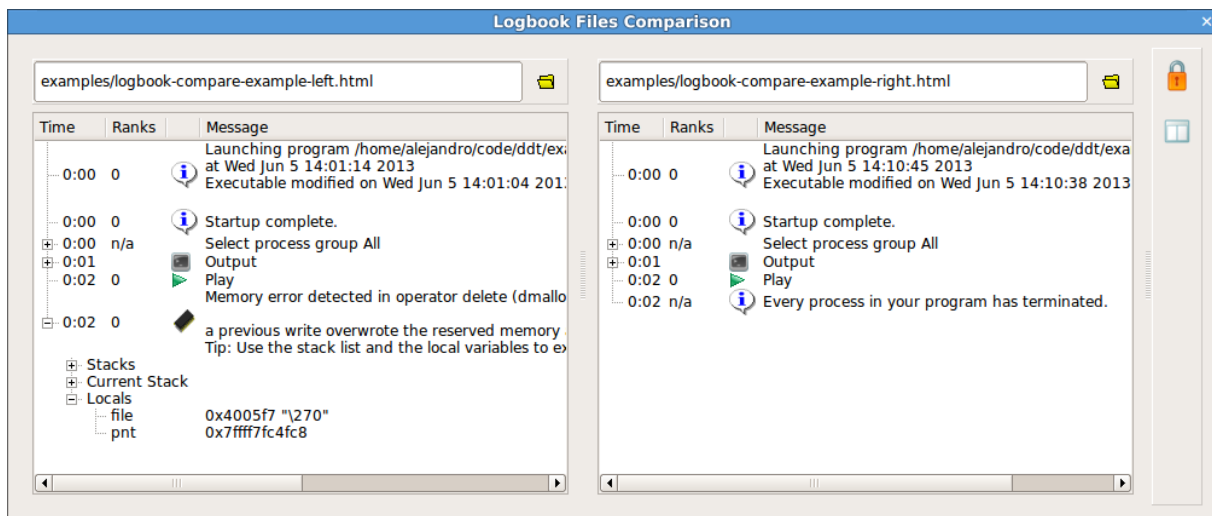 Logbook Files Comparison
examples/logbook-compare-example-left.html
Time Ranks Message
Launching program /home/alejandro/code/ddt/exa
0:00 0 at Wed Jun 5 14:01:14 2013
Executable modified on Wed Jun 5 14:01:04 201
0:00 0 Startup complete.
0:00 n/a Select process group All
0:01 Output
0:02 0 Play
Memory error detected in operator delete (dmallo
0:02 0
a previous write overwrote the reserved memory
Tip: Use the stack list and the local variables to ex
Stacks
Current Stack
Locals
file 0x4005f7 "\270"
pnt 0x7ffff7fc4fc8
examples/logbook-compare-example-right.html
Time Ranks Message
Launching program /home/alejandro/code/ddt/exa
0:00 0 at Wed Jun 5 14:10:45 2013
Executable modified on Wed Jun 5 14:10:38 2013
0:00 0 Startup complete.
0:00 n/a Select process group All
0:01 Output
0:02 0 Play
0:02 n/a Every process in your program has terminated.